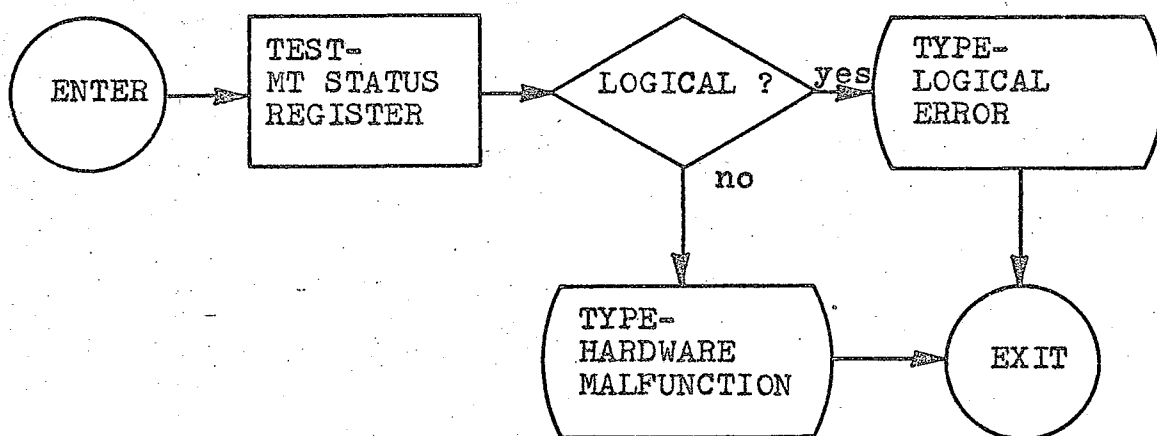 ENTER
TEST-
MT STATUS
REGISTER
LOGICAL ?
yes
TYPE-
LOGICAL
ERROR
no
TYPE-
HARDWARE
MALFUNCTION
EXIT